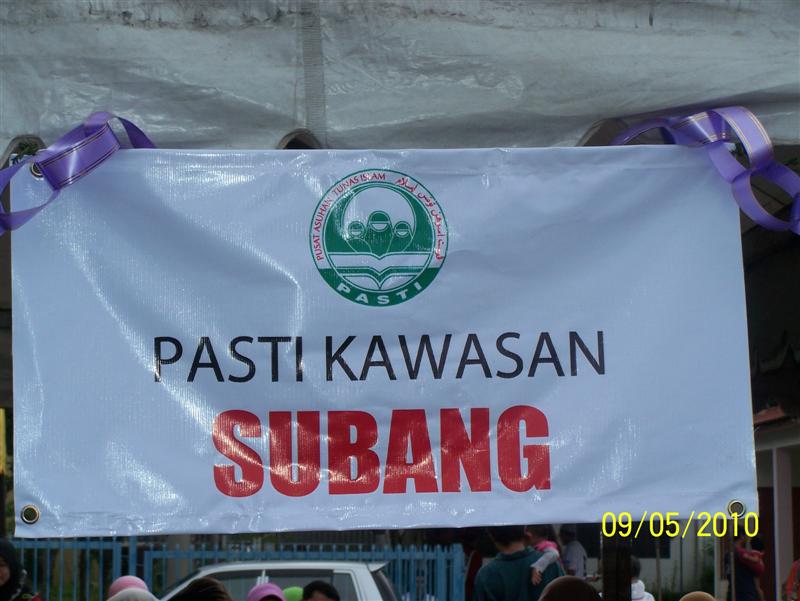 PUSAT ASUHAN TUNAS ISLAM
PASTI
PASTI KAWASAN
SUBANG
09/05/2010